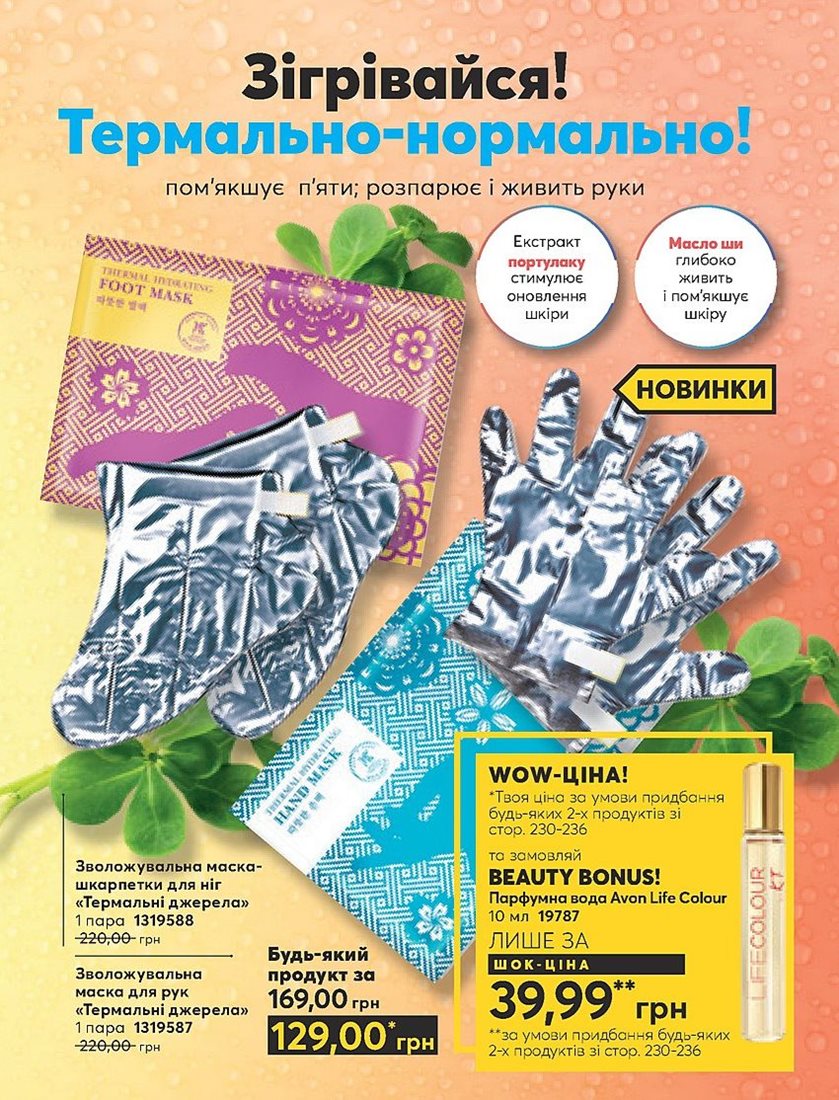 Зігрівайся!
Термально-нормально!
пом'якшує п'яти; розпарює і живить руки
Екстракт
портулаку
стимулює
оновлення
шкіри
Масло ши
глибоко
живить
і пом'якшує
шкіру
THERMAL HYDRATING
FOOT MASK
НОВИНКИ
THERMAL HYDRATING
HAND MASK
WOW-ЦІНА!
*Твоя ціна за умови придбання
будь-яких 2-х продуктів зі
стор. 230-236
та замовляй
BEAUTY BONUS!
Парфумна вода Avon Life Colour
10 мл 19787
ЛИШЕ ЗА
ШОК-ЦІНА
39,99** грн
**за умови придбання будь-яких
2-х продуктів зі стор. 230-236
LIFECOLOUR
KT
Зволожувальна маска-
шкарпетки для ніг
«Термальні джерела»
1 пара 1319588
220,00 грн
Зволожувальна
маска для рук
«Термальні джерела»
1 пара 1319587
220,00 грн
Будь-який
продукт за
169,00 грн
129,00* грн